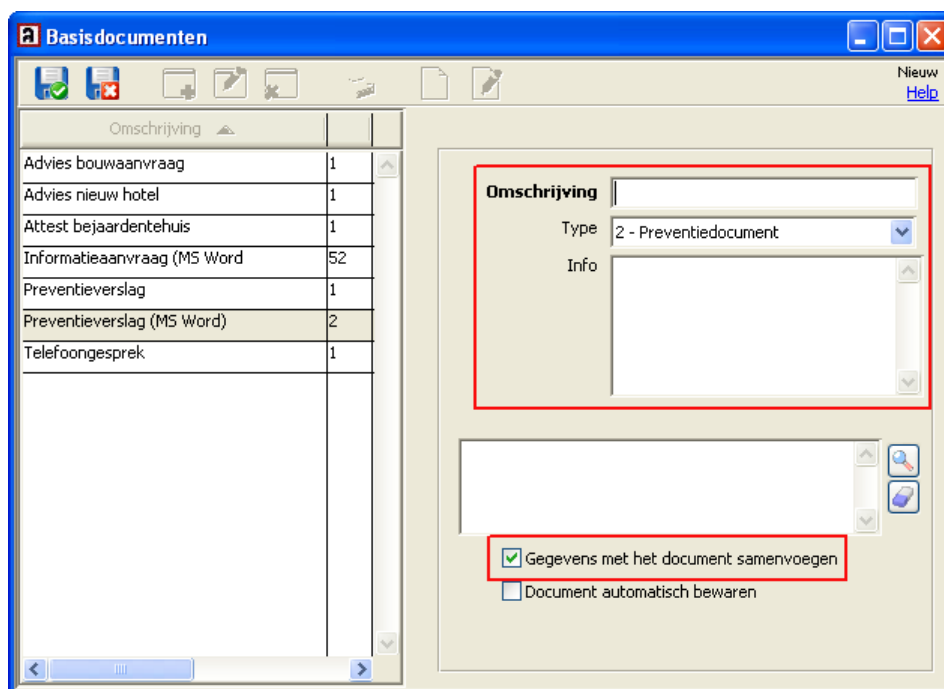 Basisdocumenten
Nieuw
Help
Omschrijving
Advies bouwaanvraag 1
Advies nieuw hotel 1
Attest bejaardentehuis 1
Informatieaanvraag (MS Word 52
Preventieverslag 1
Preventieverslag (MS Word) 2
Telefoongesprek 1
Omschrijving
Type 2 - Preventiedocument
Info
Gegevens met het document samenvoegen
Document automatisch bewaren